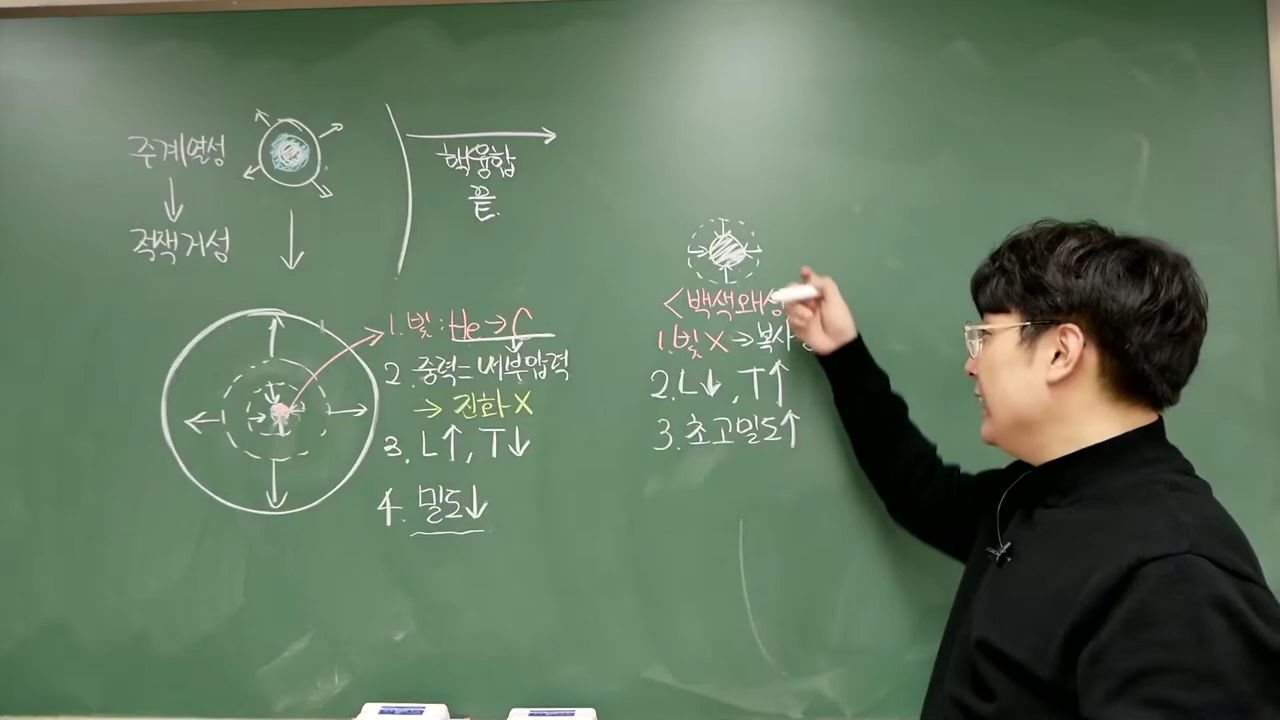 주계열성
적색거성
핵융합
끝.
1. 빛 : He → C
2. 중력 = 내부압력
→ 진화 X
3. L↑, T↓
4. 밀도↓
<백색왜성
1. 빛 X → 복사
2. L↓, T↑
3. 초고밀도↑